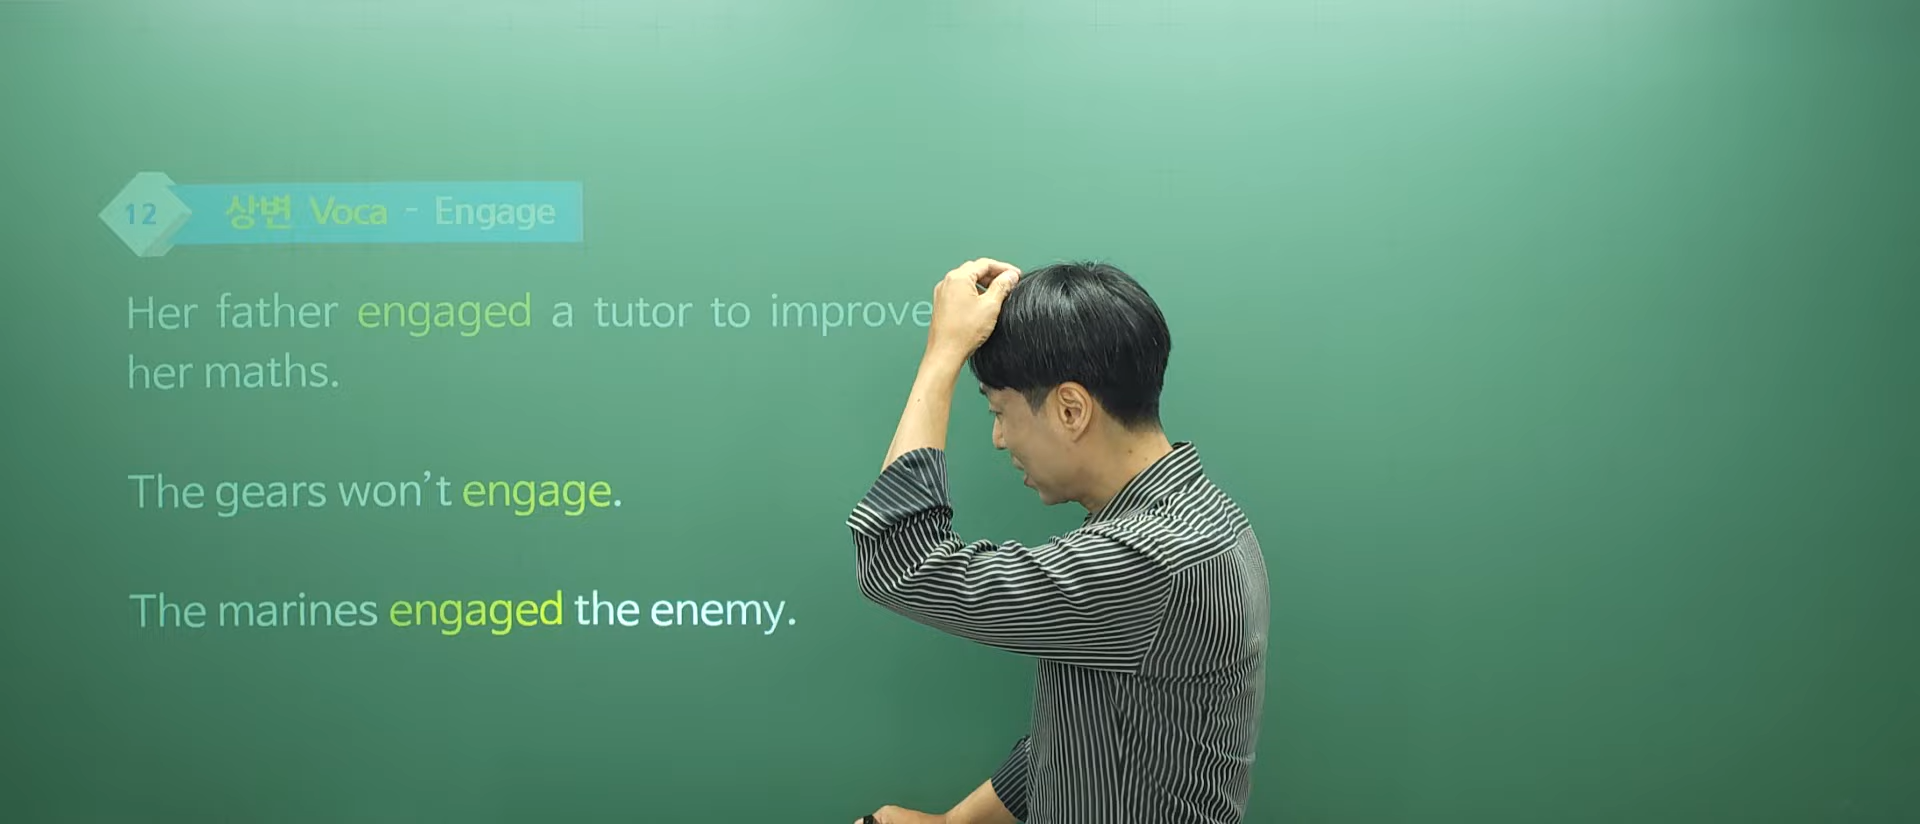 12 상변 Voca - Engage
Her father engaged a tutor to improve
her maths.
The gears won't engage.
The marines engaged the enemy.